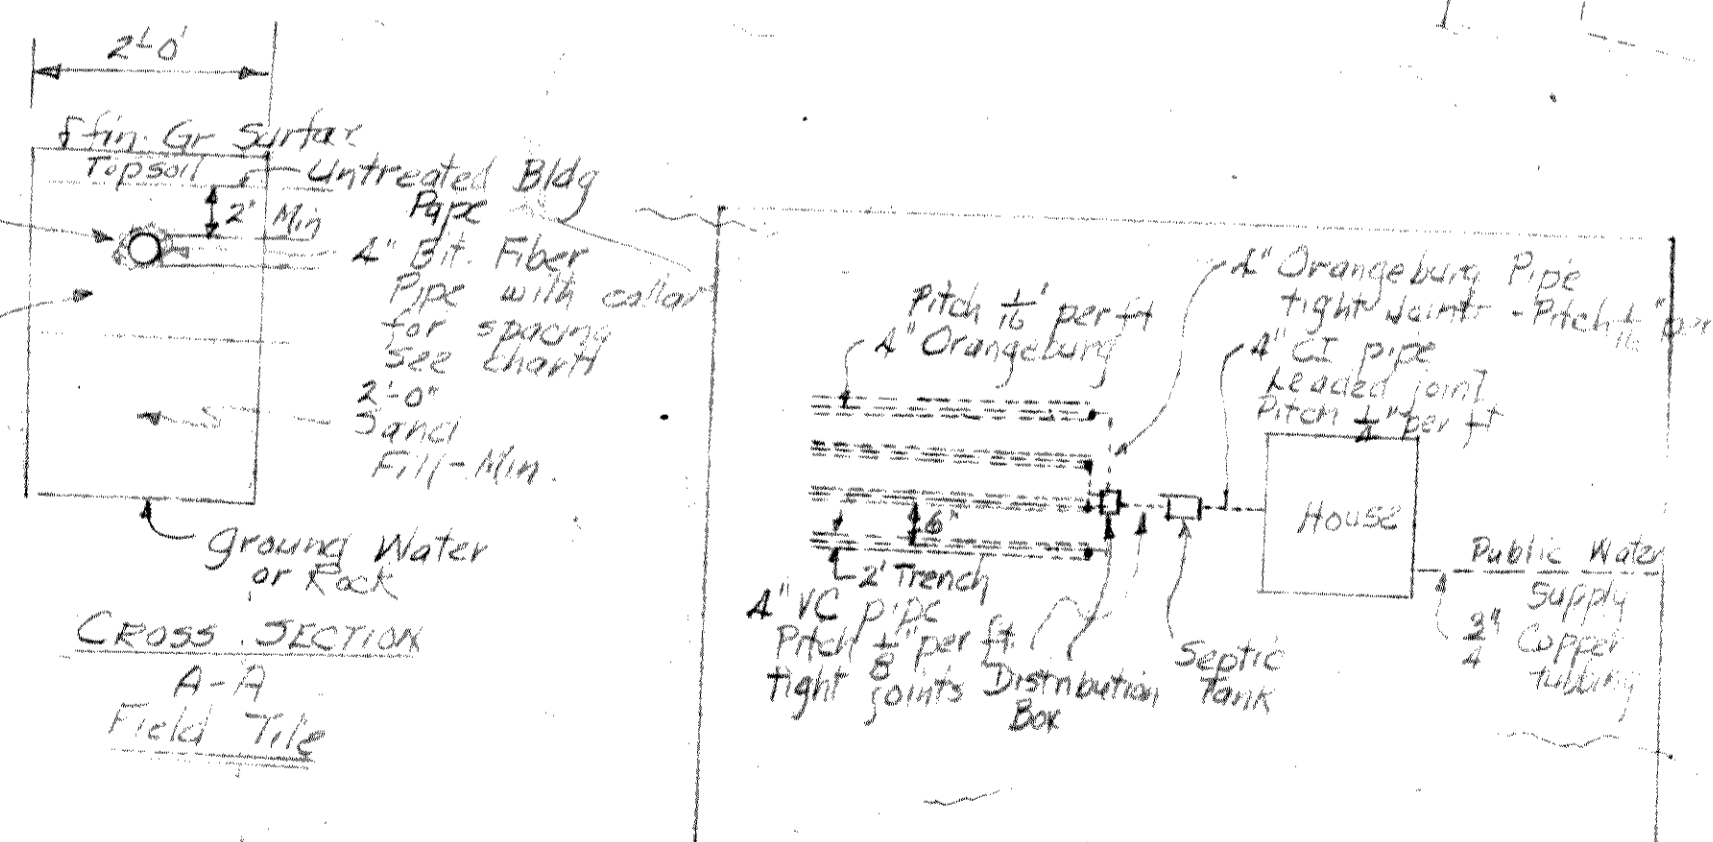 2'-0'
fin. Gr Surfac
Topsoil
Untreated Bldg
Pape
2" Min
4" Bit. Fiber
Pipe with collar
for spacing
see chart
2'-0"
Sand
Fill-Min.
Groung Water
or Rock
CROSS SECTION
A-A
Field Tile
Pitch 1/16' per ft
4" Orangeburg
4" Orangeburg Pipe
tight Joints - Pitch 1/16" per
4" CI pipe
Leaded joint
Pitch 1/4" per ft
6"
2' Trench
4" VC pipe
Pitch 1/8" per ft
tight joints
Distribution
Box
Septic
Tank
House
Public Water
Supply
3/4" Copper
tubbing